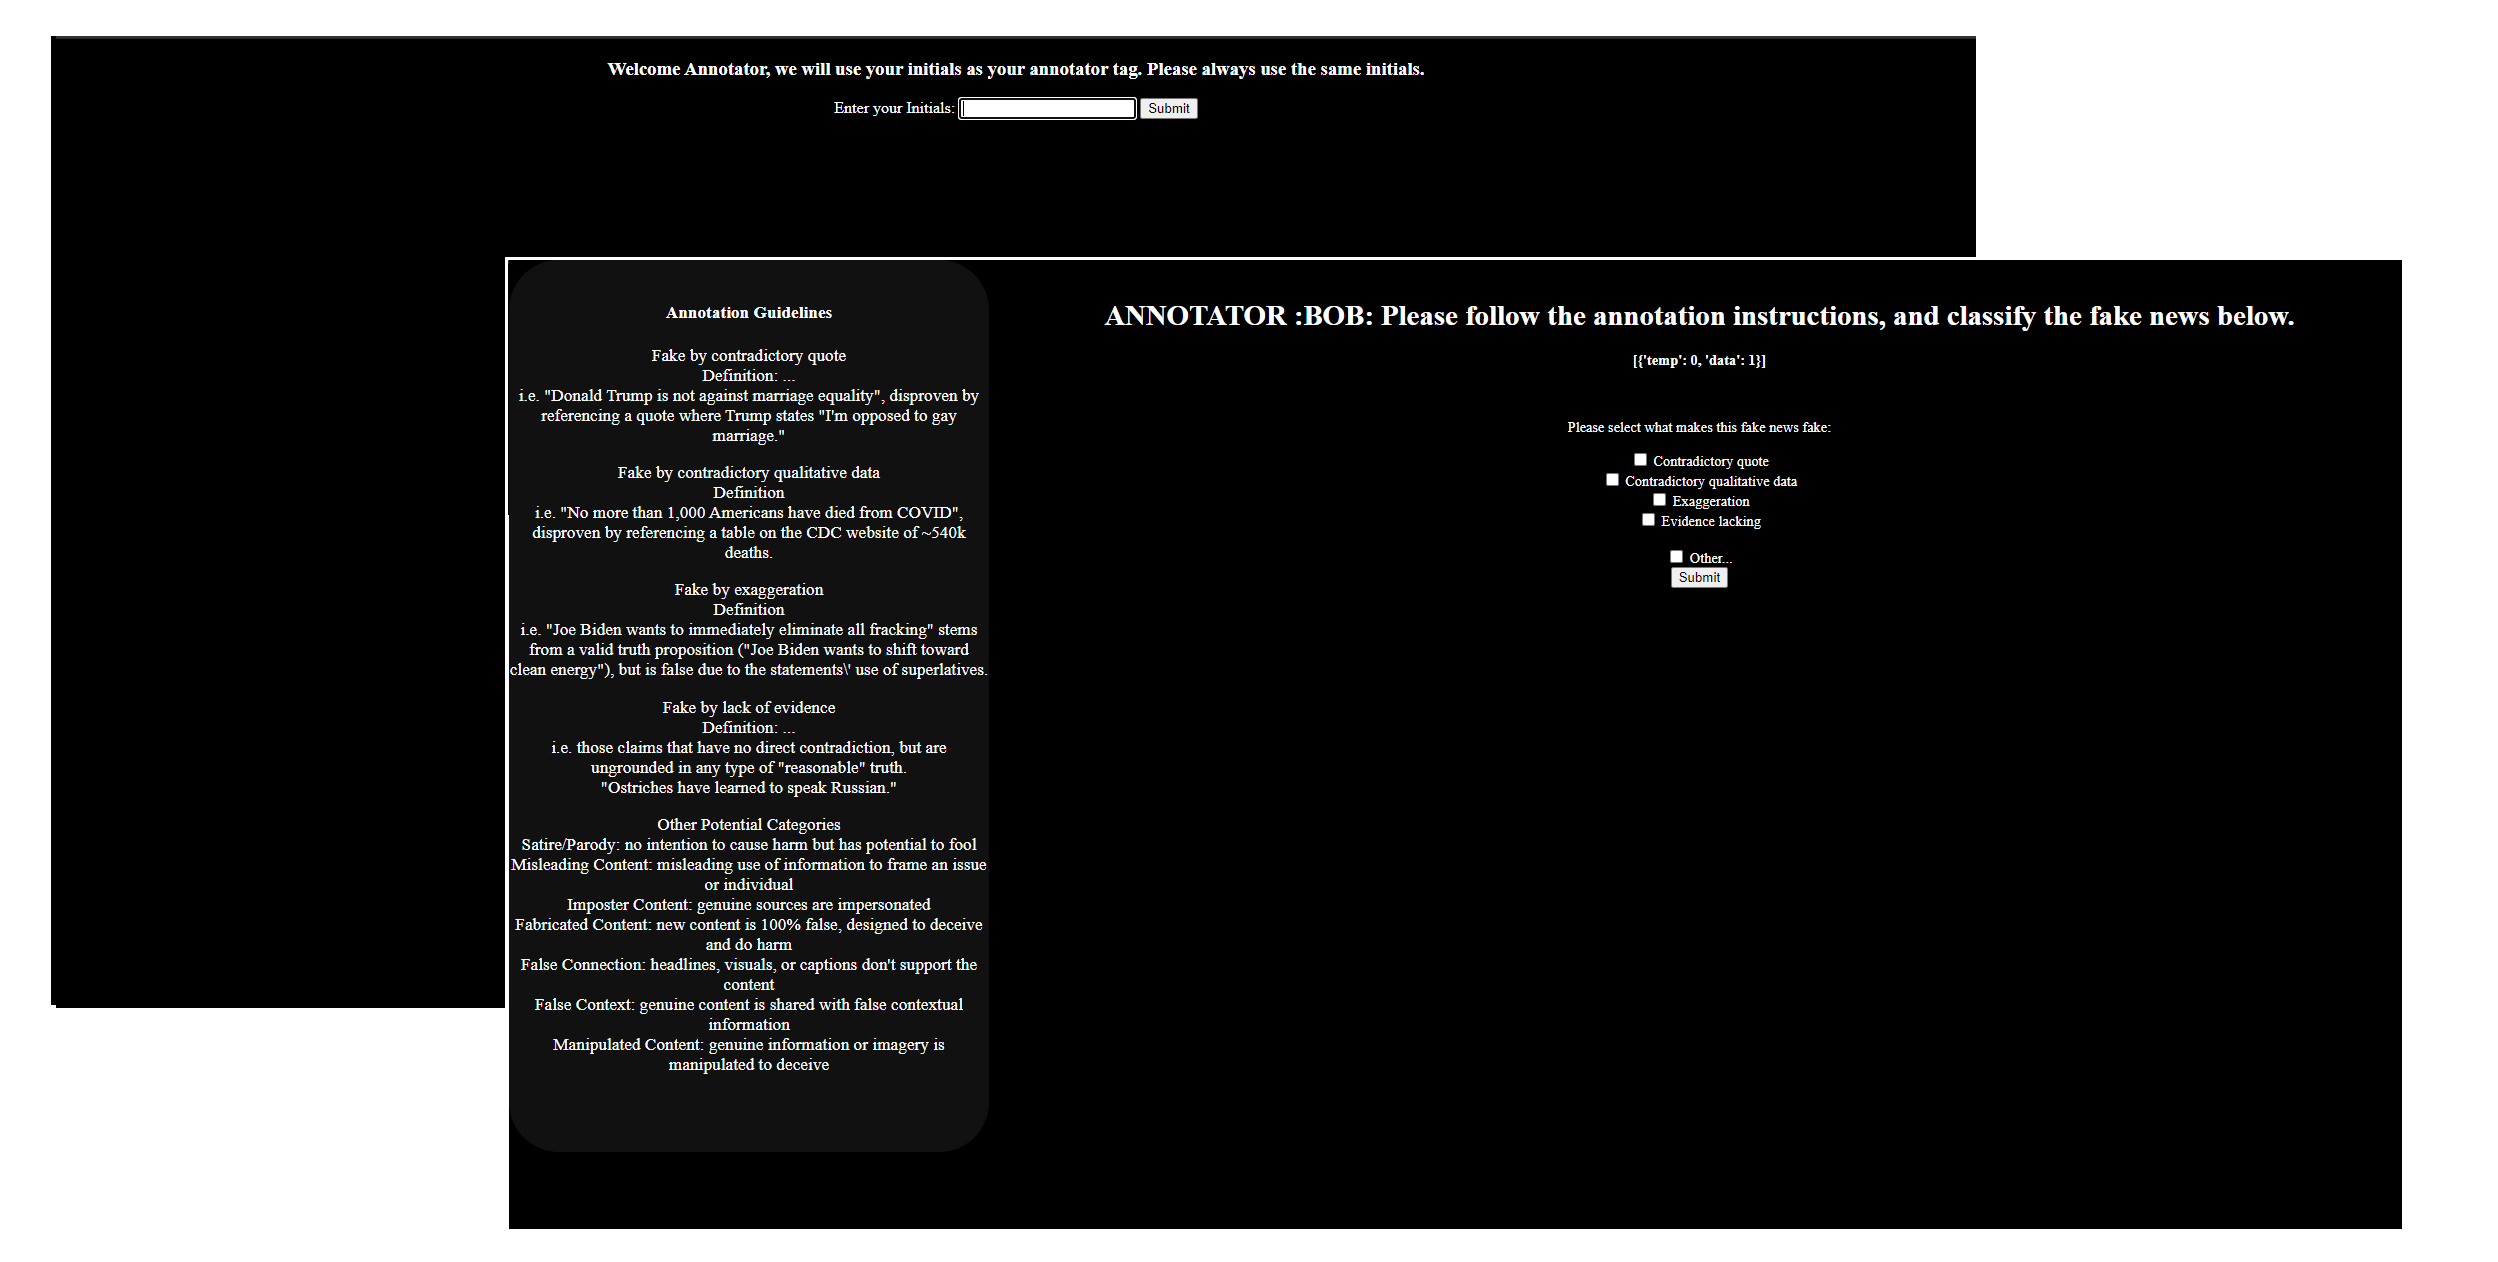 Welcome Annotator, we will use your initials as your annotator tag. Please always use the same initials.
Enter your Initials: Submit
Annotation Guidelines
Fake by contradictory quote
Definition: ...
i.e. "Donald Trump is not against marriage equality", disproven by
referencing a quote where Trump states "I'm opposed to gay
marriage."
Fake by contradictory qualitative data
Definition
i.e. "No more than 1,000 Americans have died from COVID",
disproven by referencing a table on the CDC website of ~540k
deaths.
Fake by exaggeration
Definition
i.e. "Joe Biden wants to immediately eliminate all fracking" stems
from a valid truth proposition ("Joe Biden wants to shift toward
clean energy"), but is false due to the statements\' use of superlatives.
Fake by lack of evidence
Definition: ...
i.e. those claims that have no direct contradiction, but are
ungrounded in any type of "reasonable" truth.
"Ostriches have learned to speak Russian."
Other Potential Categories
Satire/Parody: no intention to cause harm but has potential to fool
Misleading Content: misleading use of information to frame an issue
or individual
Imposter Content: genuine sources are impersonated
Fabricated Content: new content is 100% false, designed to deceive
and do harm
False Connection: headlines, visuals, or captions don't support the
content
False Context: genuine content is shared with false contextual
information
Manipulated Content: genuine information or imagery is
manipulated to deceive
ANNOTATOR :BOB: Please follow the annotation instructions, and classify the fake news below.
[{'temp': 0, 'data': 1}]
Please select what makes this fake news fake:
Contradictory quote
Contradictory qualitative data
Exaggeration
Evidence lacking
Other...
Submit